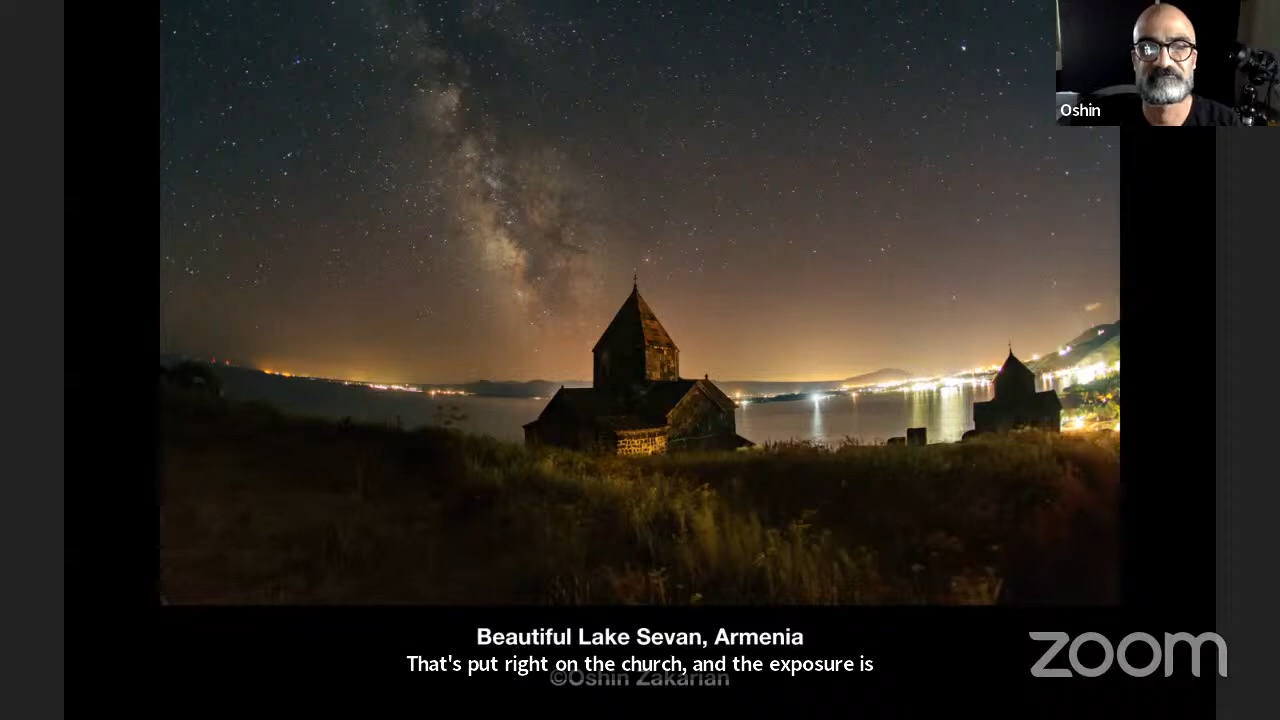 Oshin
Beautiful Lake Sevan, Armenia
That's put right on the church, and the exposure is
©Oshin Zakarian
zoom